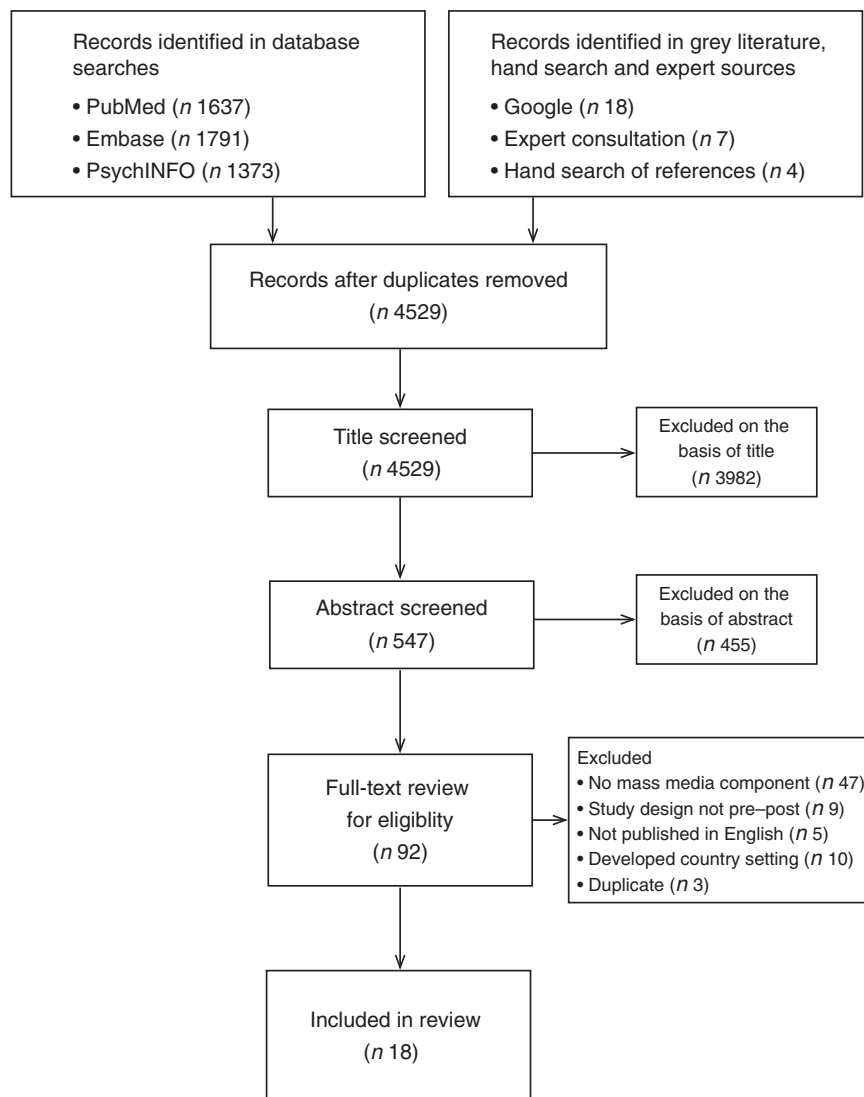 Records identified in database
searches
• PubMed (n 1637)
• Embase (n 1791)
• PsychINFO (n 1373)
Records identified in grey literature,
hand search and expert sources
• Google (n 18)
• Expert consultation (n 7)
• Hand search of references (n 4)
Records after duplicates removed
(n 4529)
Title screened
(n 4529)
Excluded on the
basis of title
(n 3982)
Abstract screened
(n 547)
Excluded on the
basis of abstract
(n 455)
Full-text review
for eligiblity
(n 92)
Excluded
• No mass media component (n 47)
• Study design not pre–post (n 9)
• Not published in English (n 5)
• Developed country setting (n 10)
• Duplicate (n 3)
Included in review
(n 18)